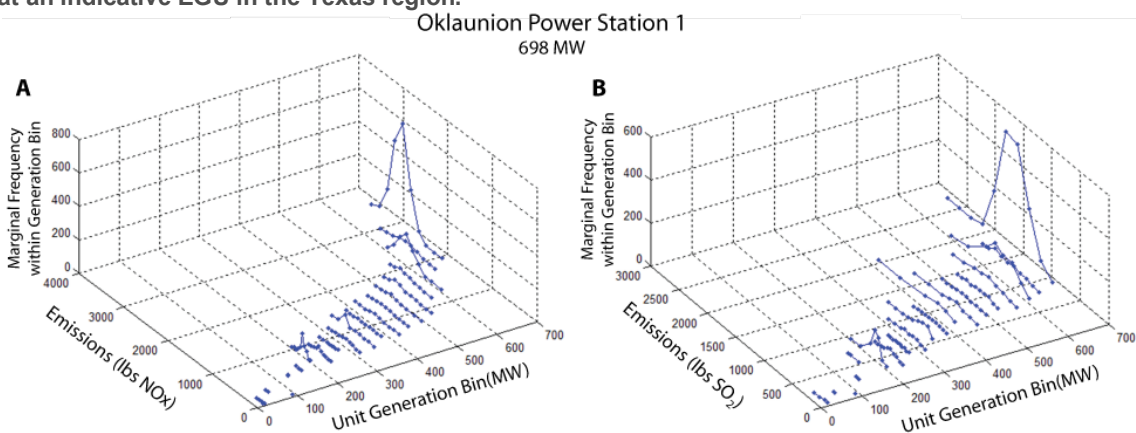 at an indicative EGU in the Texas region.
Oklaunion Power Station 1
698 MW
A
Marginal Frequency
within Generation Bin
800
600
400
200
0
4000
3000
2000
1000
0
Emissions (lbs NOx)
0
100
200
300
400
500
600
700
Unit Generation Bin(MW)
B
Marginal Frequency
within Generation Bin
600
400
200
0
3000
2500
2000
1500
1000
500
0
Emissions (lbs SO2)
0
100
200
300
400
500
600
700
Unit Generation Bin(MW)